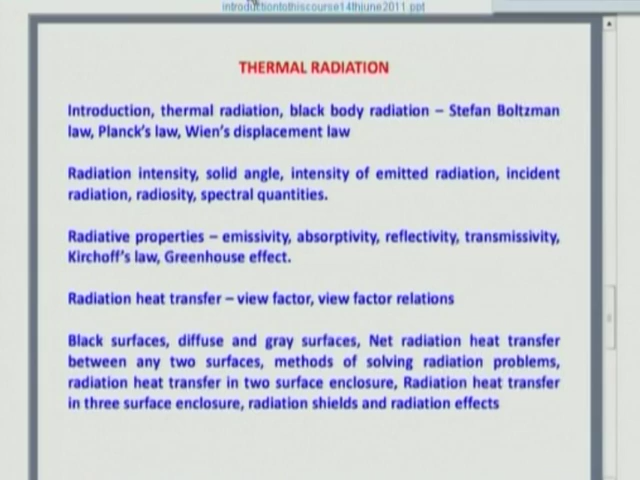 introductiontothiscourse14thjune2011.ppt
THERMAL RADIATION
Introduction, thermal radiation, black body radiation – Stefan Boltzman
law, Planck's law, Wien's displacement law
Radiation intensity, solid angle, intensity of emitted radiation, incident
radiation, radiosity, spectral quantities.
Radiative properties – emissivity, absorptivity, reflectivity, transmissivity,
Kirchoff's law, Greenhouse effect.
Radiation heat transfer – view factor, view factor relations
Black surfaces, diffuse and gray surfaces, Net radiation heat transfer
between any two surfaces, methods of solving radiation problems,
radiation heat transfer in two surface enclosure, Radiation heat transfer
in three surface enclosure, radiation shields and radiation effects